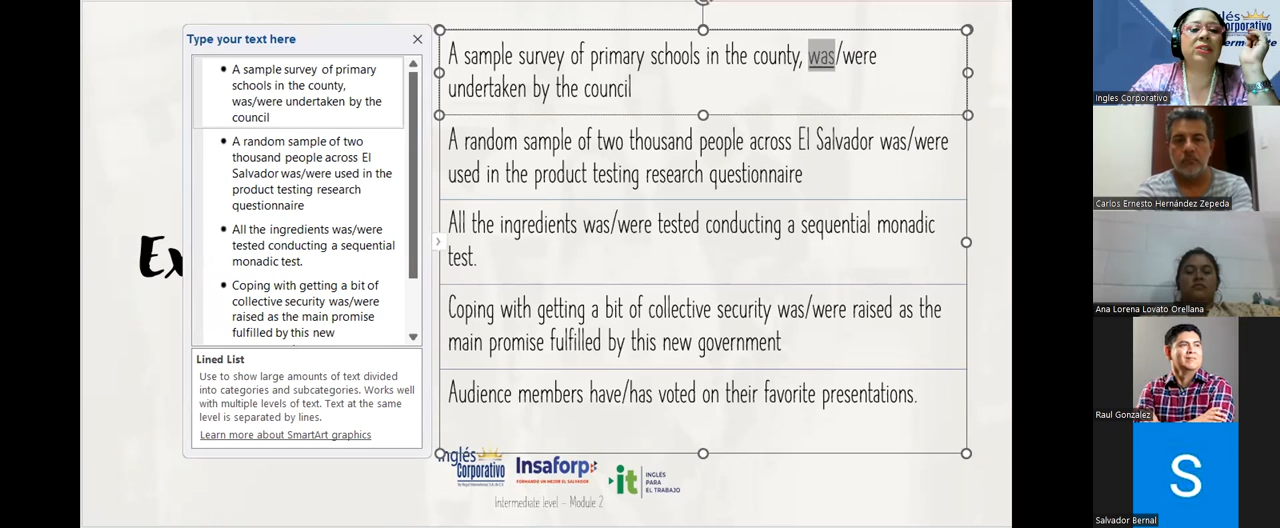 Type your text here
A sample survey of primary
schools in the county,
was/were undertaken by the
council
A random sample of two
thousand people across El
Salvador was/were used in the
product testing research
questionnaire
All the ingredients was/were
tested conducting a sequential
monadic test.
Coping with getting a bit of
collective security was/were
raised as the main promise
fulfilled by this new
Lined List
Use to show large amounts of text divided
into categories and subcategories. Works well
with multiple levels of text. Text at the same
level is separated by lines.
Learn more about SmartArt graphics
Ex
A sample survey of primary schools in the county, was/were
undertaken by the council
A random sample of two thousand people across El Salvador was/were
used in the product testing research questionnaire
All the ingredients was/were tested conducting a sequential monadic
test.
Coping with getting a bit of collective security was/were raised as the
main promise fulfilled by this new government
Audience members have/has voted on their favorite presentations.
Inglés
Corporativo
Insaforp
FORMANDO UN MEJOR EL SALVADOR
it
INGLÉS
PARA
EL TRABAJO
Intermediate level - Module 2
Ingles Corporativo
Carlos Ernesto Hernández Zepeda
Ana Lorena Lovato Orellana
Raul Gonzalez
S
Salvador Bernal